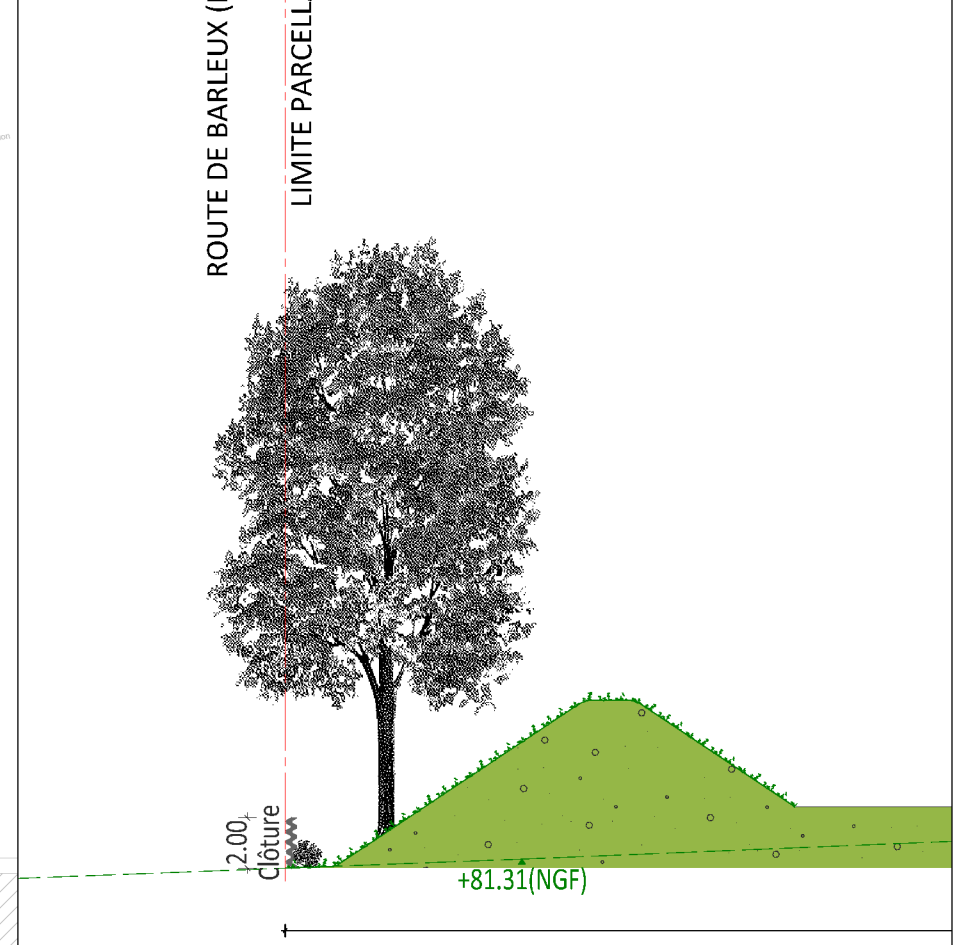 ROUTE DE BARLEUX (
LIMITE PARCELL
2.00
Clôture
+81.31(NGF)